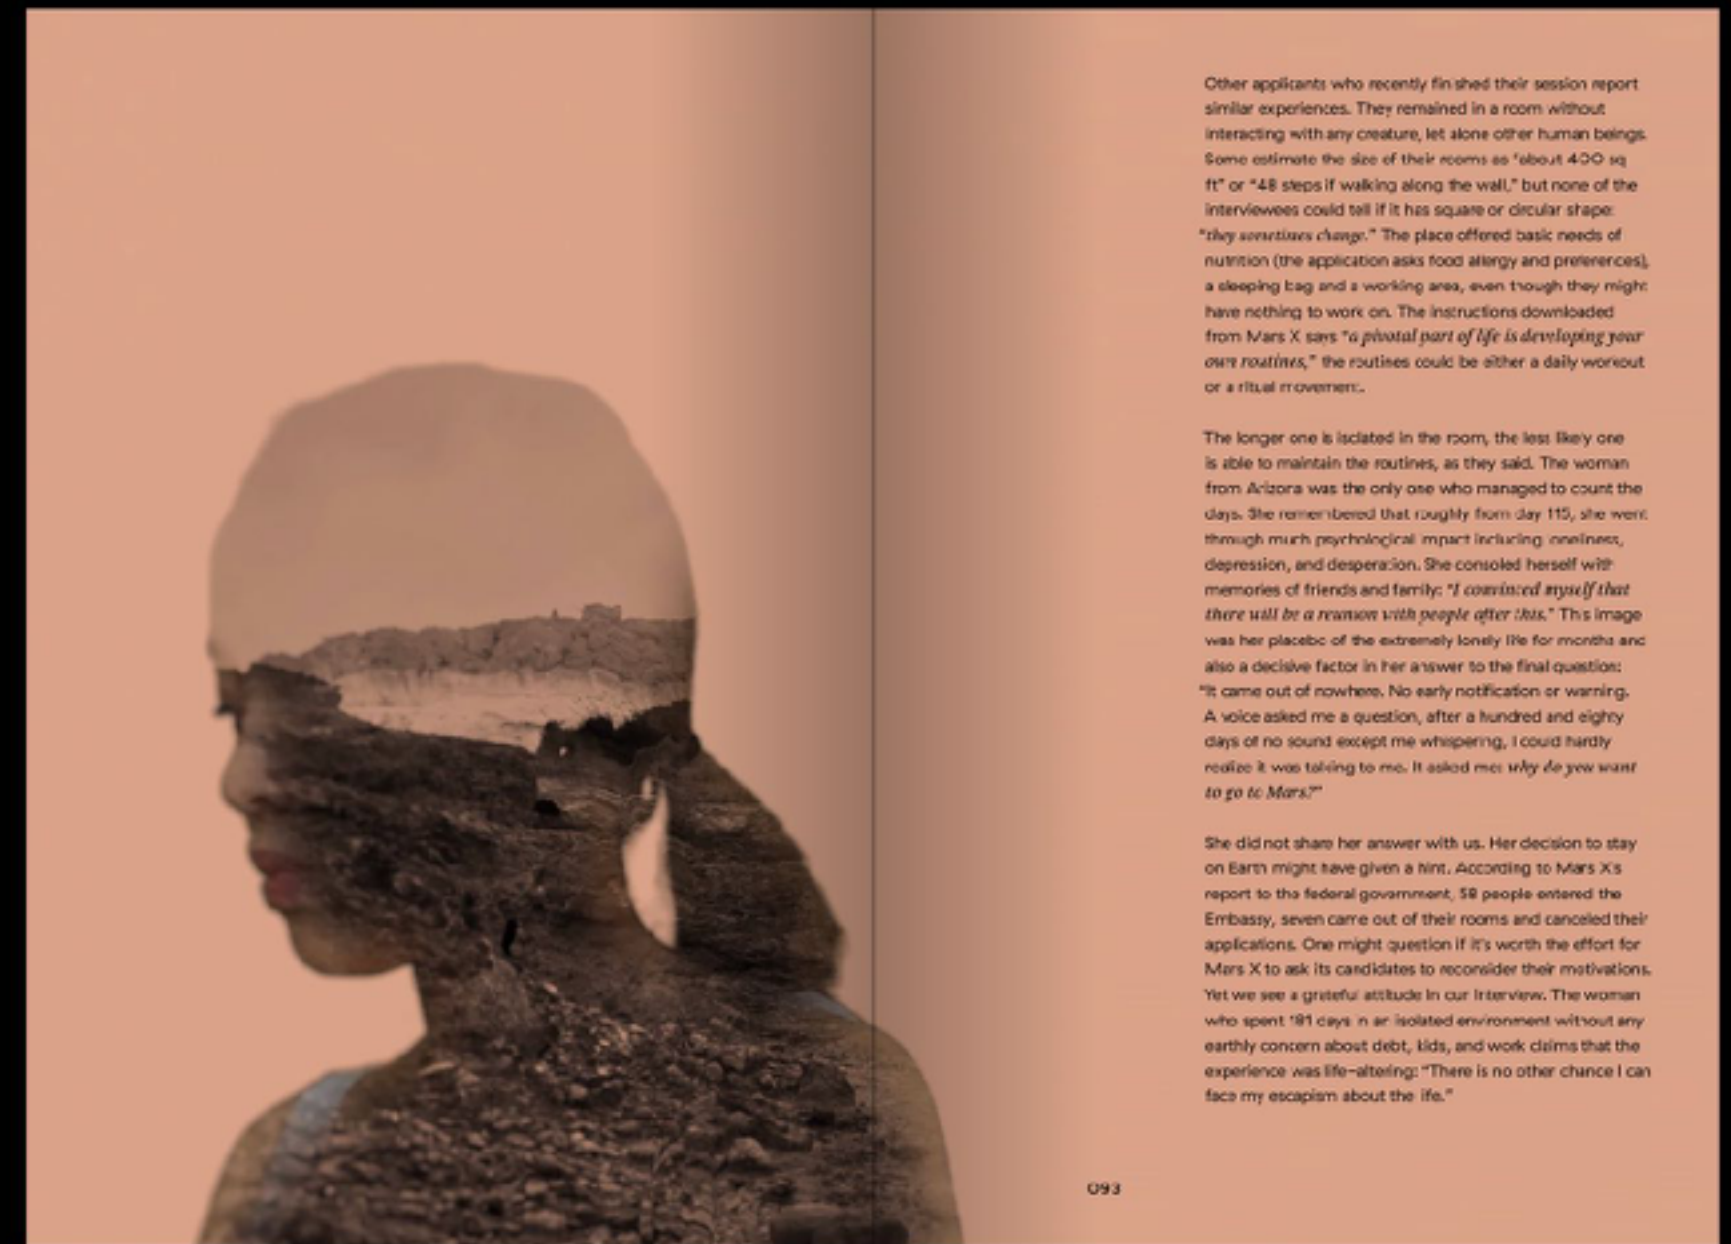 Other applicants who recently finished their session report
similar experiences. They remained in a room without
interacting with any creature, let alone other human beings.
Some estimate the size of their rooms as "about 400 sq
ft" or "48 steps if walking along the wall," but none of the
interviewees could tell if it has square or circular shape:
"they sometimes change." The place offered basic needs of
nutrition (the application asks food allergy and preferences),
a sleeping bag and a working area, even though they might
have nothing to work on. The instructions downloaded
from Mars X says "a pivotal part of life is developing your
own routines," the routines could be either a daily workout
or a ritual movement.
The longer one is isolated in the room, the less likely one
is able to maintain the routines, as they said. The woman
from Arizona was the only one who managed to count the
days. She remembered that roughly from day 115, she went
through much psychological impact including loneliness,
depression, and desperation. She consoled herself with
memories of friends and family: "I convinced myself that
there will be a reunion with people after this." This image
was her placebo of the extremely lonely life for months and
also a decisive factor in her answer to the final question:
"It came out of nowhere. No early notification or warning.
A voice asked me a question, after a hundred and eighty
days of no sound except me whispering, I could hardly
realize it was talking to me. It asked me: why do you want
to go to Mars?"
She did not share her answer with us. Her decision to stay
on Earth might have given a hint. According to Mars X's
report to the federal government, 58 people entered the
Embassy, seven came out of their rooms and canceled their
applications. One might question if it's worth the effort for
Mars X to ask its candidates to reconsider their motivations.
Yet we see a grateful attitude in our interview. The woman
who spent 181 days in an isolated environment without any
earthly concern about debt, kids, and work claims that the
experience was life-altering: "There is no other chance I can
face my escapism about the life."
093